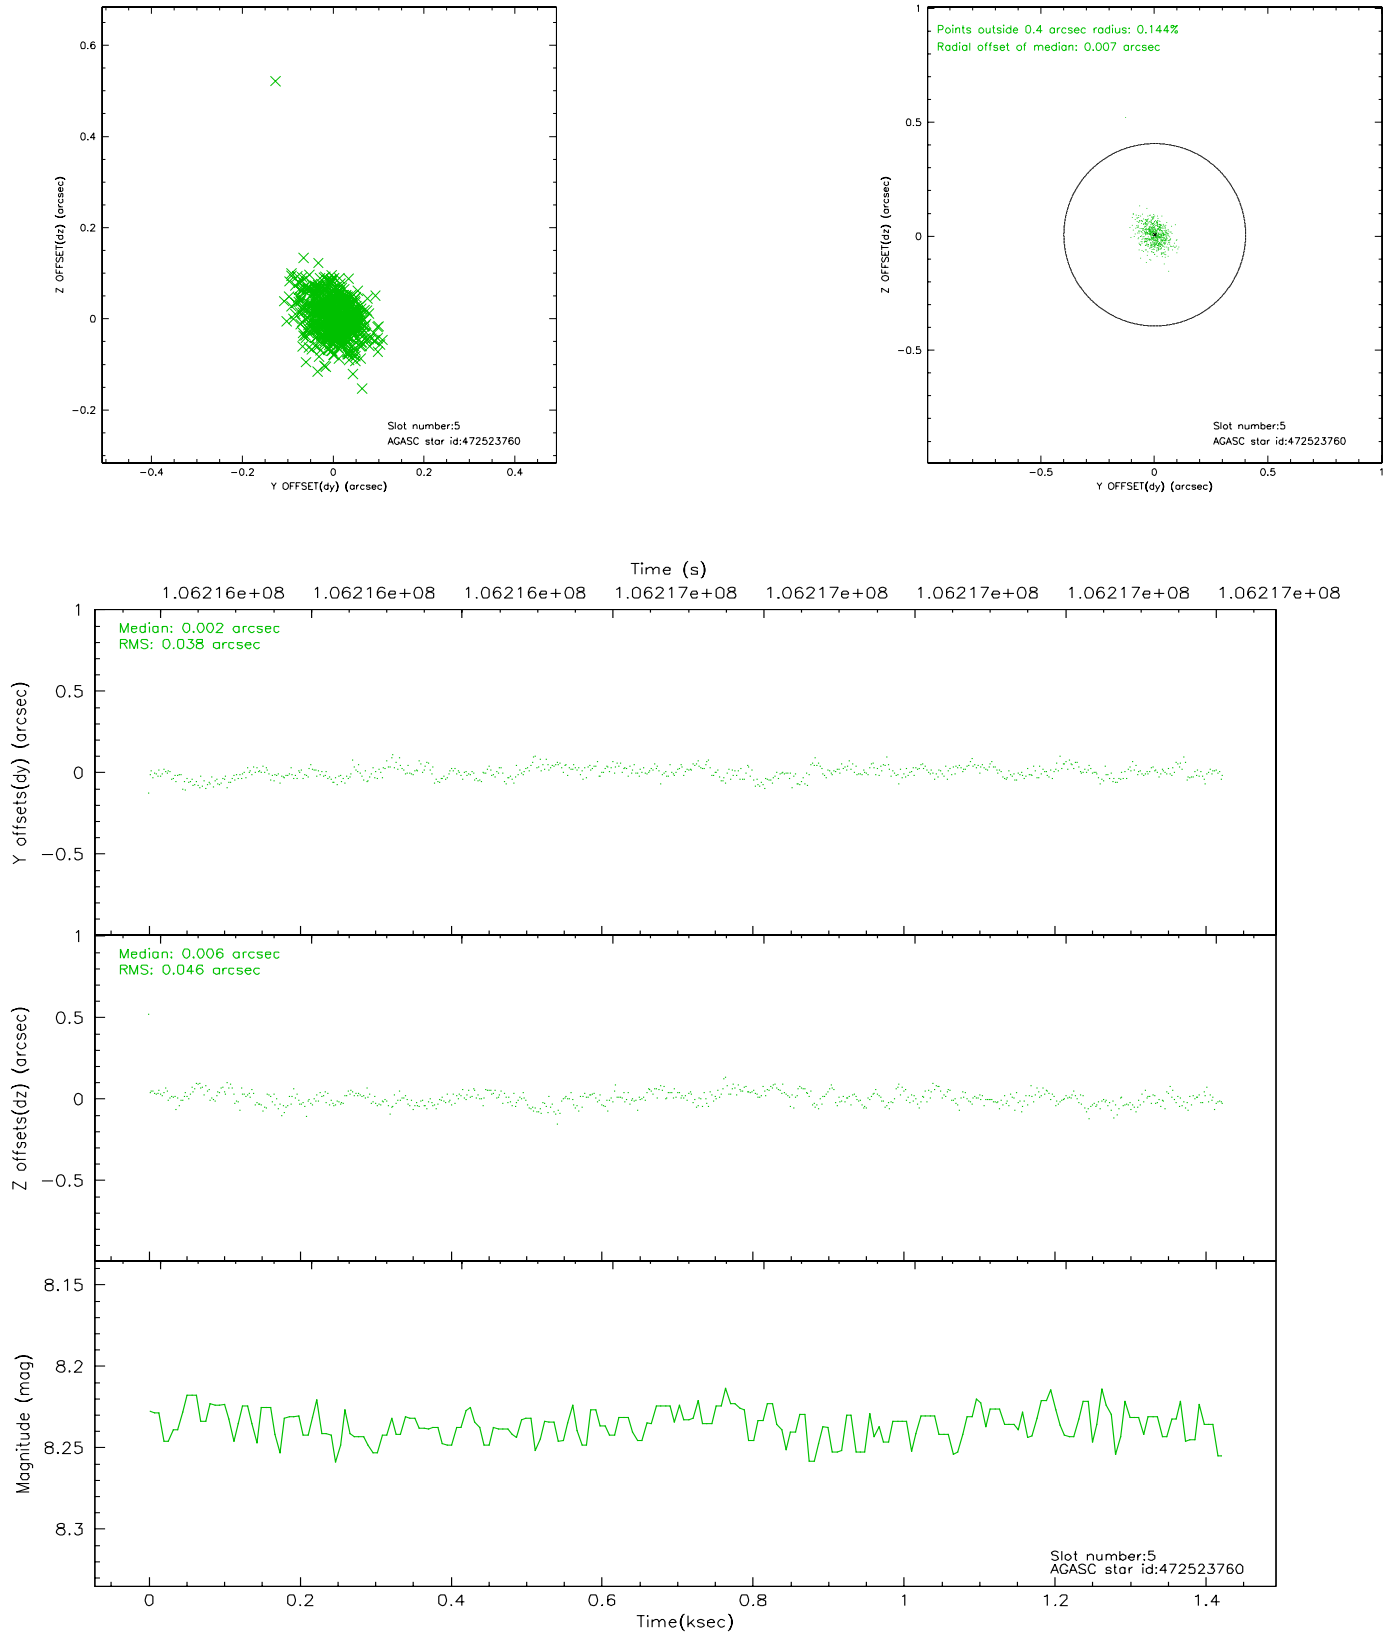 0.6
0.4
0.2
0
−0.2
Z OFFSET(dz) (arcsec)
−0.4
−0.2
0
0.2
0.4
Y OFFSET(dy) (arcsec)
Slot number:5
AGASC star id:472523760
Points outside 0.4 arcsec radius: 0.144%
Radial offset of median: 0.007 arcsec
1
0.5
0
−0.5
Z OFFSET(dz) (arcsec)
−0.5
0
0.5
1
Y OFFSET(dy) (arcsec)
Slot number:5
AGASC star id:472523760
Time (s)
1.06216e+08 1.06216e+08 1.06216e+08 1.06217e+08 1.06217e+08 1.06217e+08 1.06217e+08 1.06217e+08
Median: 0.002 arcsec
RMS: 0.038 arcsec
1
0.5
0
−0.5
Y offsets(dy) (arcsec)
Median: 0.006 arcsec
RMS: 0.046 arcsec
1
0.5
0
−0.5
Z offsets(dz) (arcsec)
8.15
8.2
8.25
8.3
Magnitude (mag)
Slot number:5
AGASC star id:472523760
0 0.2 0.4 0.6 0.8 1 1.2 1.4
Time(ksec)